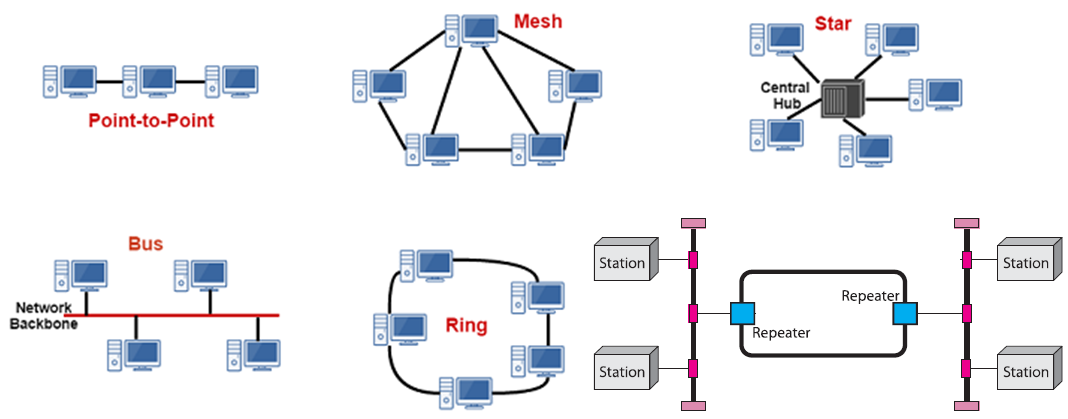 Mesh
Star
Central
Hub
Point-to-Point
Bus
Network
Backbone
Ring
Station
Station
Repeater
Repeater
Station
Station